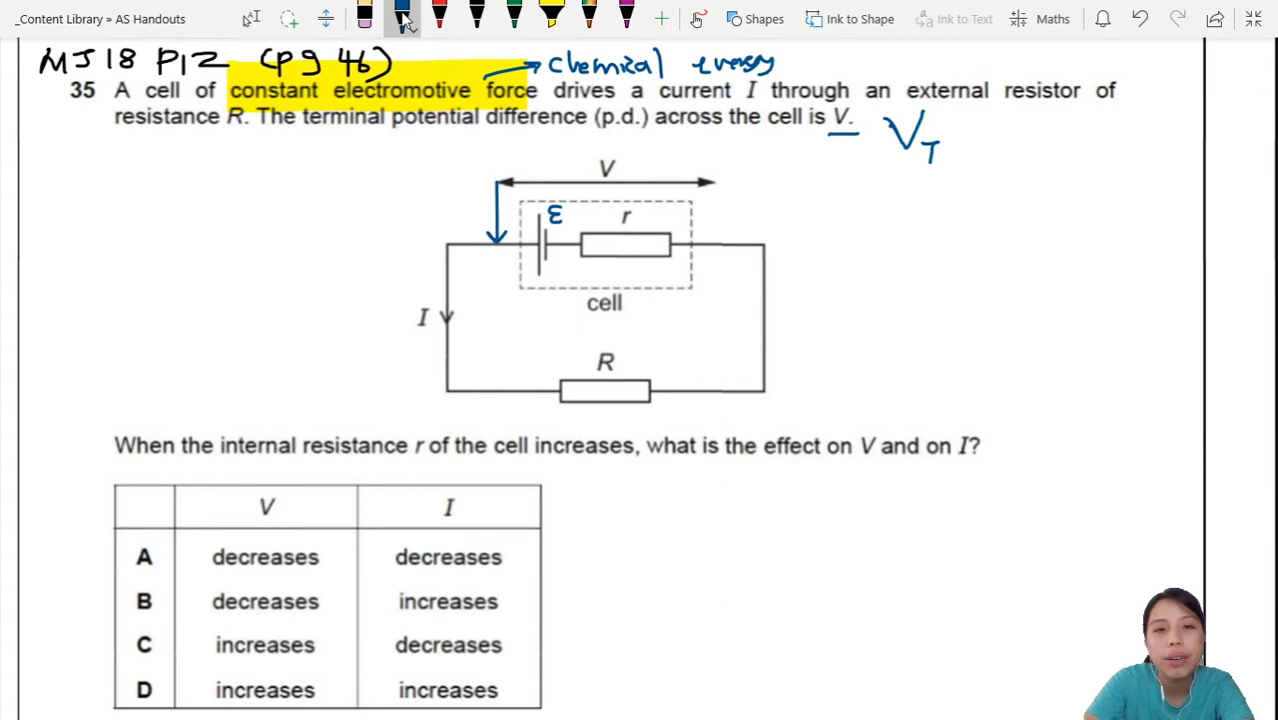 _Content Library » AS Handouts
Shapes
Ink to Shape
Ink to Text
Maths
MJ18 P12 (pg 46)
chemical energy
35 A cell of constant electromotive force drives a current I through an external resistor of
resistance R. The terminal potential difference (p.d.) across the cell is V.
VT
V
ε
r
cell
I
R
When the internal resistance r of the cell increases, what is the effect on V and on I?
V I
A decreases decreases
B decreases increases
C increases decreases
D increases increases